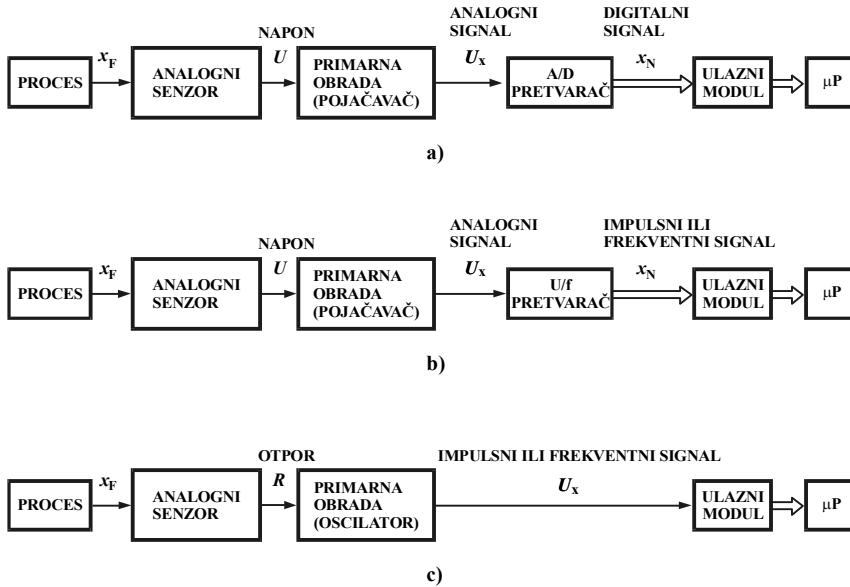 ANALOGNI
SIGNAL
DIGITALNI
SIGNAL
NAPON
x_F
U
U_x
x_N
PROCES
ANALOGNI
SENZOR
PRIMARNA
OBRADA
(POJAČAVAČ)
A/D
PRETVARAČ
ULAZNI
MODUL
μP
a)
ANALOGNI
SIGNAL
IMPULSNI ILI
FREKVENTNI SIGNAL
NAPON
x_F
U
U_x
x_N
PROCES
ANALOGNI
SENZOR
PRIMARNA
OBRADA
(POJAČAVAČ)
U/f
PRETVARAČ
ULAZNI
MODUL
μP
b)
OTPOR
IMPULSNI ILI FREKVENTNI SIGNAL
x_F
R
U_x
PROCES
ANALOGNI
SENZOR
PRIMARNA
OBRADA
(OSCILATOR)
ULAZNI
MODUL
μP
c)